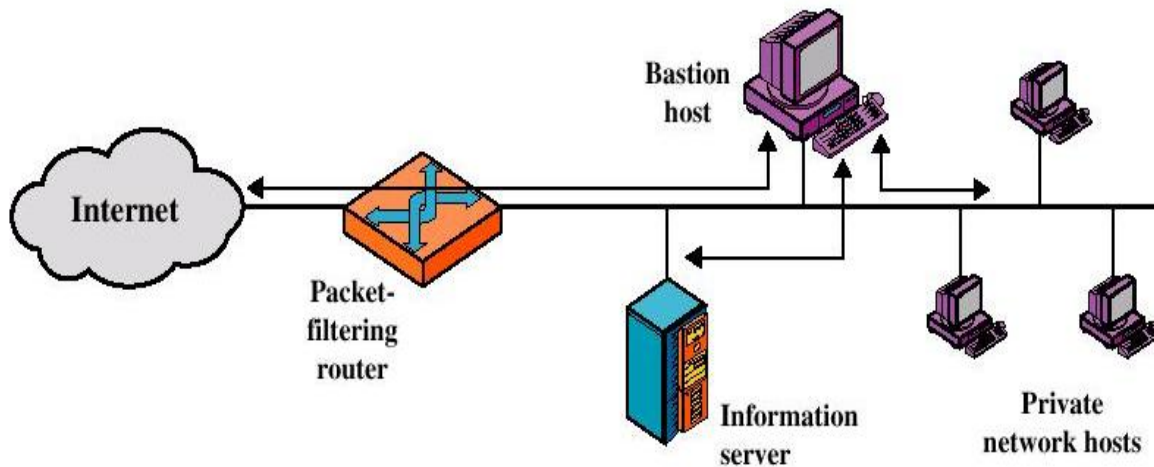 Bastion
host
Internet
Packet-
filtering
router
Information
server
Private
network hosts